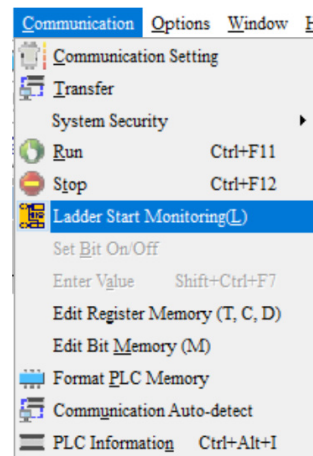 Communication Options Window H
Communication Setting
Transfer
System Security
Run Ctrl+F11
Stop Ctrl+F12
Ladder Start Monitoring(L)
Set Bit On/Off
Enter Value Shift+Ctrl+F7
Edit Register Memory (T, C, D)
Edit Bit Memory (M)
Format PLC Memory
Communication Auto-detect
PLC Information Ctrl+Alt+I